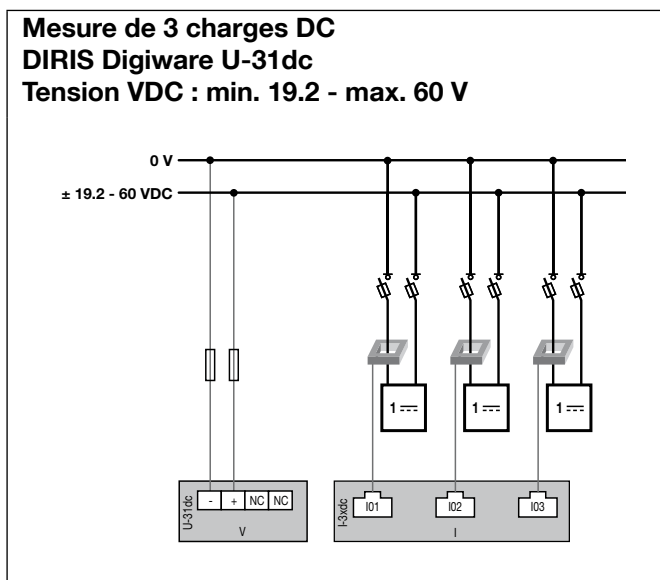 Mesure de 3 charges DC
DIRIS Digiware U-31dc
Tension VDC : min. 19.2 - max. 60 V
0 V
± 19.2 - 60 VDC
1
1
1
U-31dc
- + NC NC
V
I-3xdc
I01
I02
I03
I